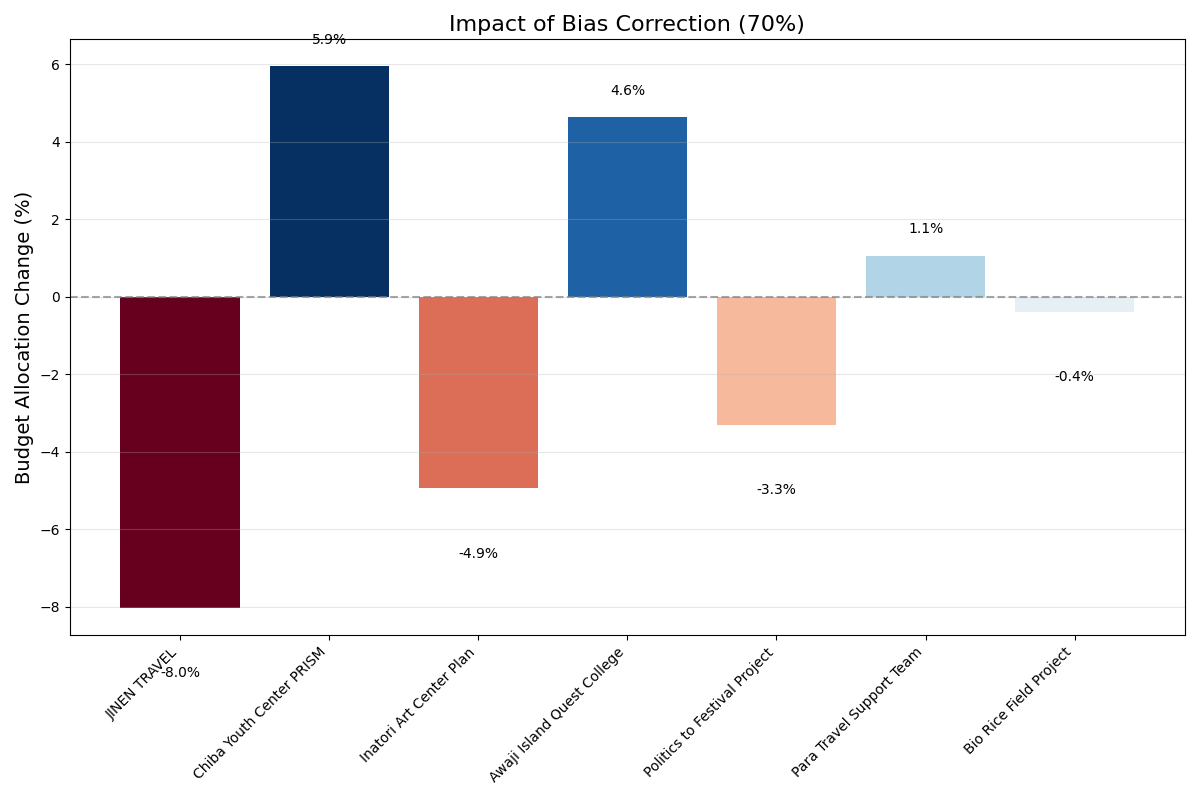 Impact of Bias Correction (70%)
Budget Allocation Change (%)
6
4
2
0
−2
−4
−6
−8
5.9%
4.6%
1.1%
-0.4%
-3.3%
-4.9%
-8.0%
JINEN TRAVEL
Chiba Youth Center PRISM
Inatori Art Center Plan
Awaji Island Quest College
Politics to Festival Project
Para Travel Support Team
Bio Rice Field Project